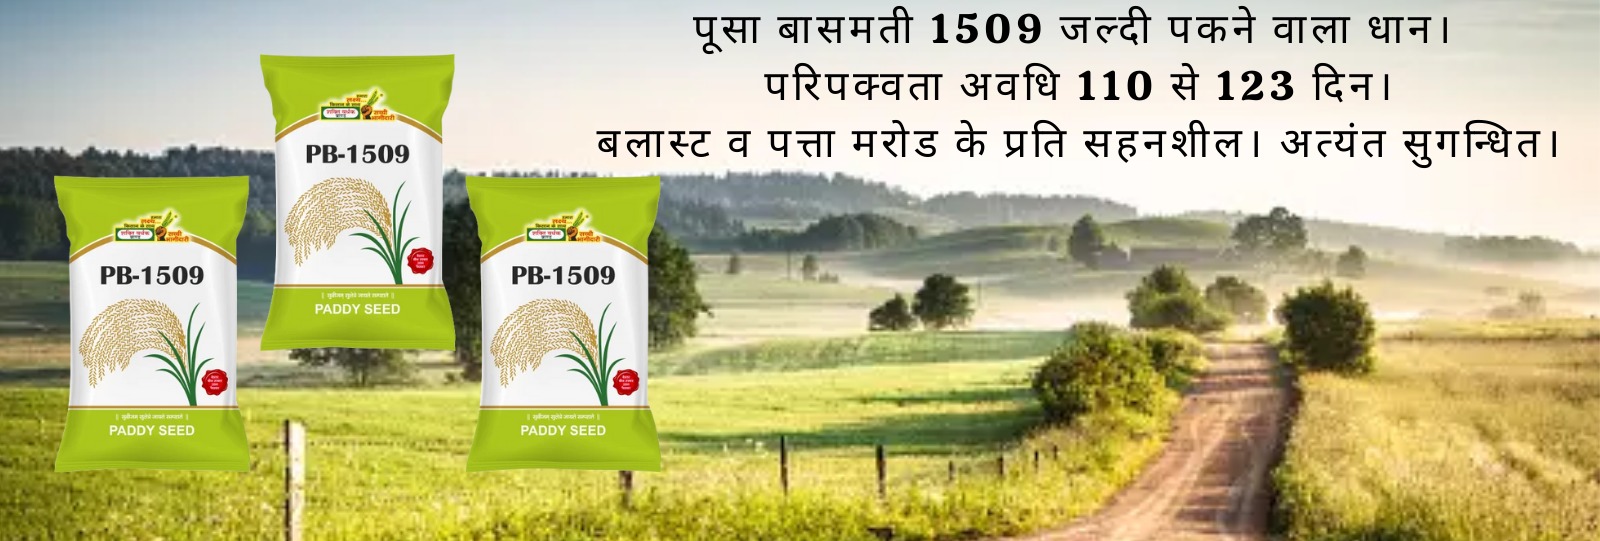 पूसा बासमती 1509 जल्दी पकने वाला धान।
परिपक्वता अवधि 110 से 123 दिन।
बलास्ट व पत्ता मरोड के प्रति सहनशील। अत्यंत सुगन्धित।
PB-1509
PADDY SEED
PB-1509
PADDY SEED
PB-1509
PADDY SEED